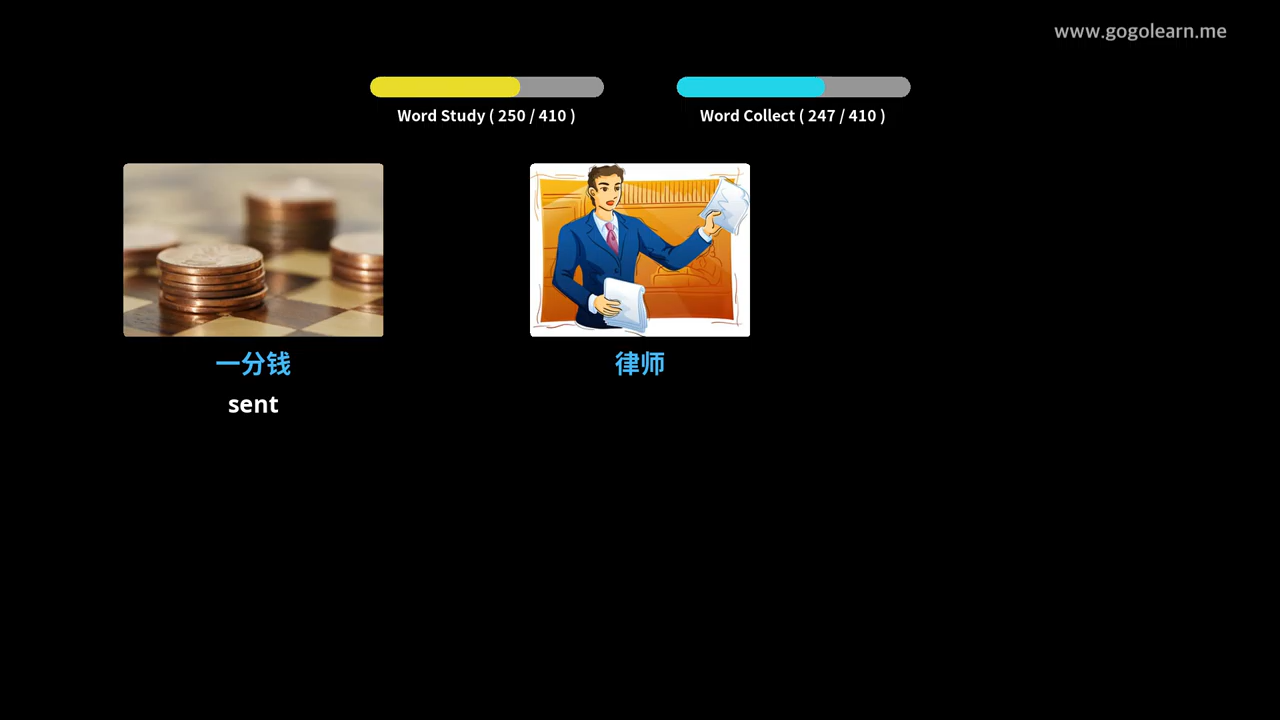 www.gogolearn.me
Word Study ( 250 / 410 )
Word Collect ( 247 / 410 )
一分钱
sent
律师